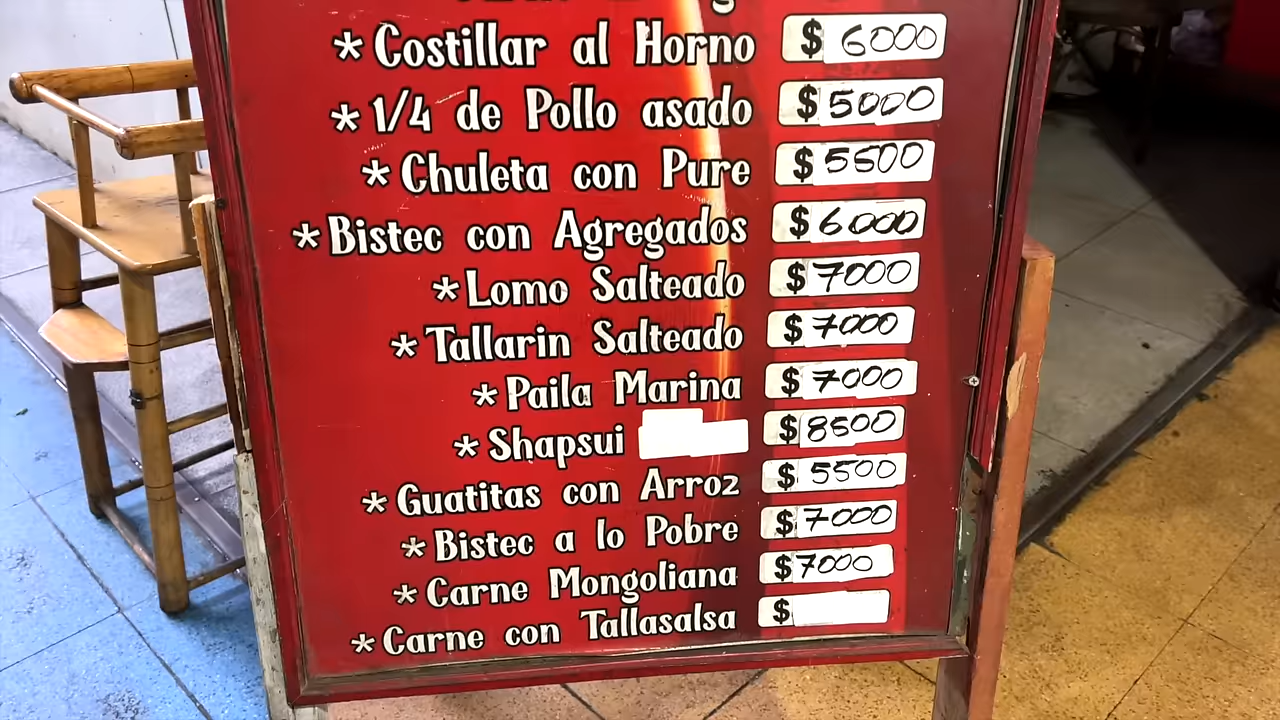 * Costillar al Horno $ 6000
* 1/4 de Pollo asado $ 5000
* Chuleta con Pure $ 5500
* Bistec con Agregados $ 6000
* Lomo Salteado $ 7000
* Tallarin Salteado $ 7000
* Paila Marina $ 7000
* Shapsui $ 8500
* Guatitas con Arroz $ 5500
* Bistec a lo Pobre $ 7000
* Carne Mongoliana $ 7000
* Carne con Tallasalsa $